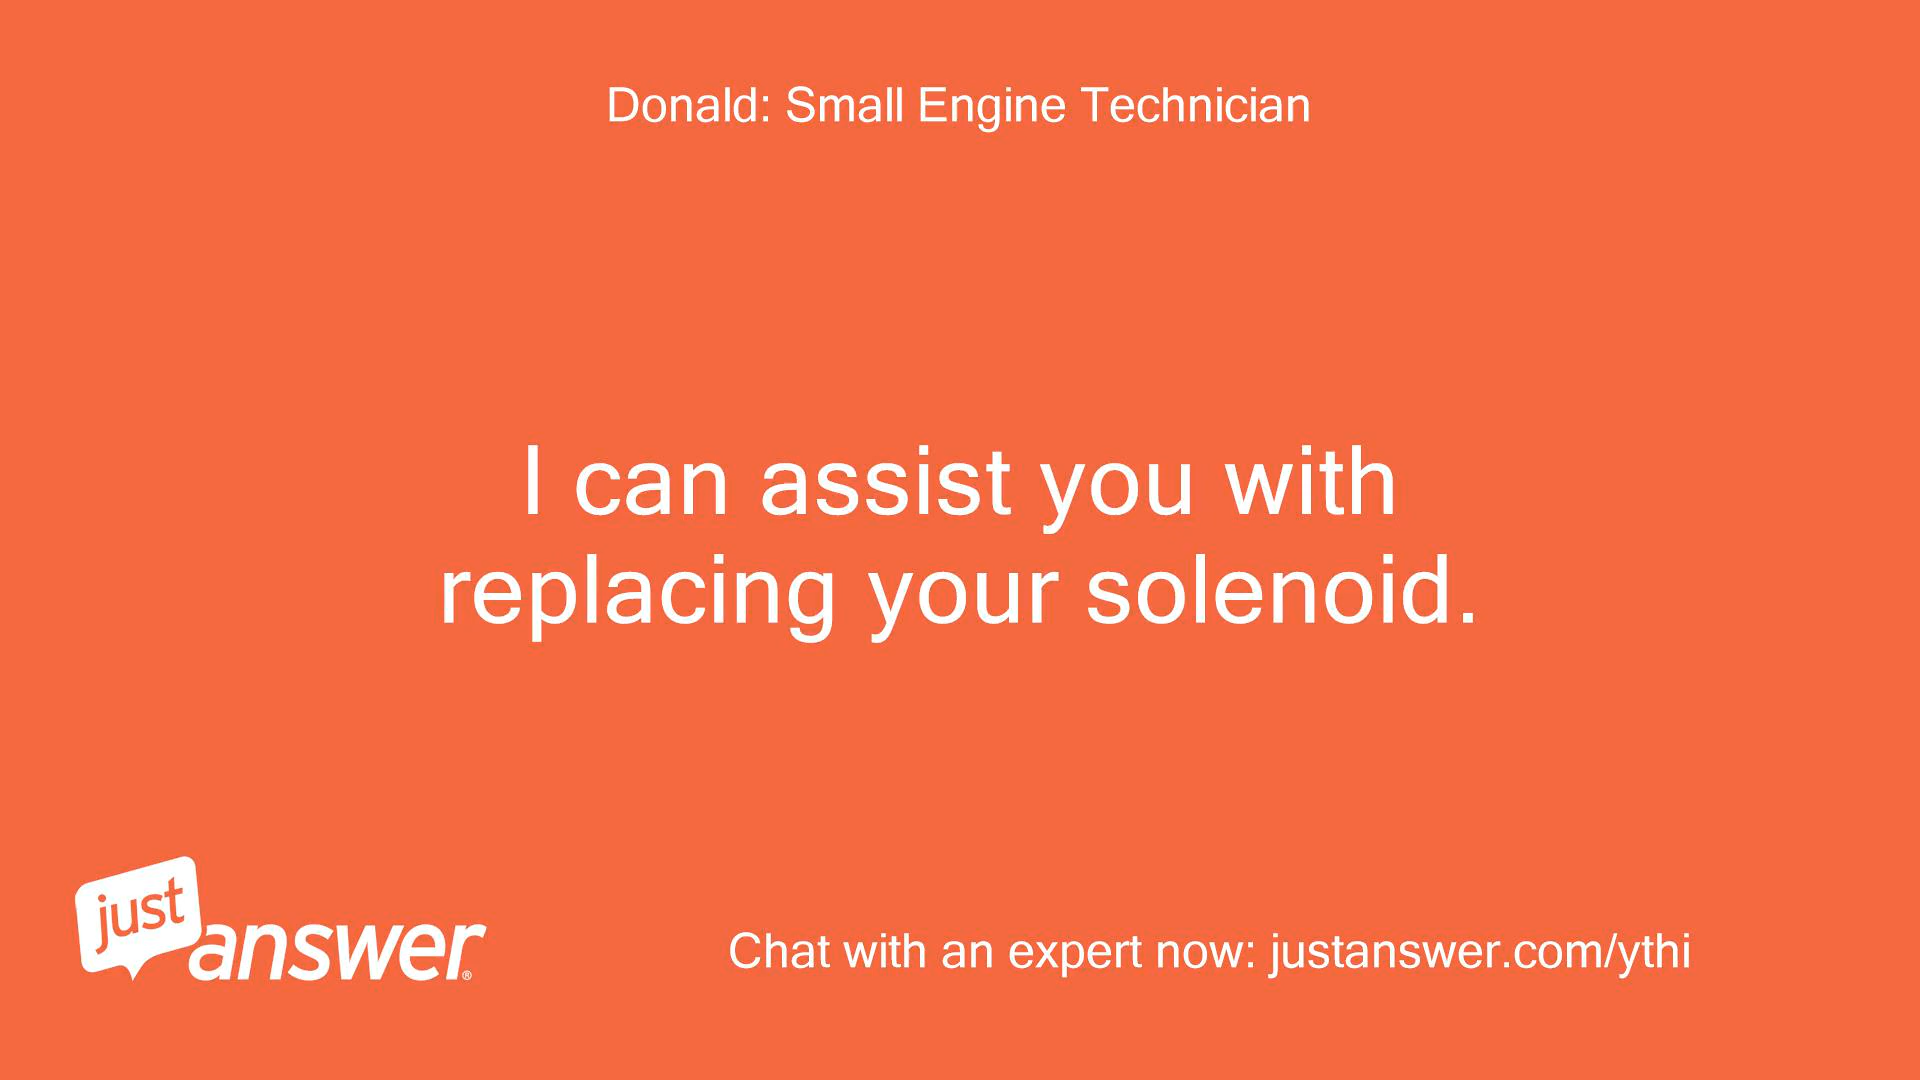 Donald: Small Engine Technician
I can assist you with
replacing your solenoid.
just
answer®
Chat with an expert now: justanswer.com/ythi